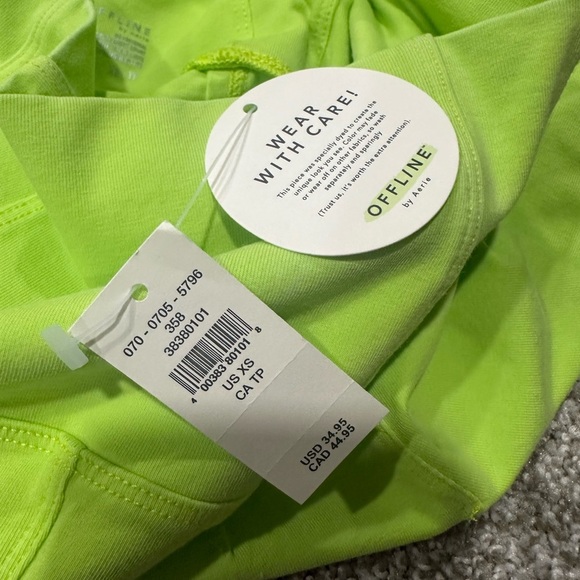 OFFLINE
WEAR
WITH CARE!
This piece was specially dyed to create the
unique look you see. Color may fade
or wear off on other fabrics, so wash
separately and sparingly
(Trust us, it's worth the extra attention).
OFFLINE
by Aerie
070 - 0705 - 5796
358
38380101
4 00383 80101 8
US XS
CA TP
USD 34.95
CAD 44.95